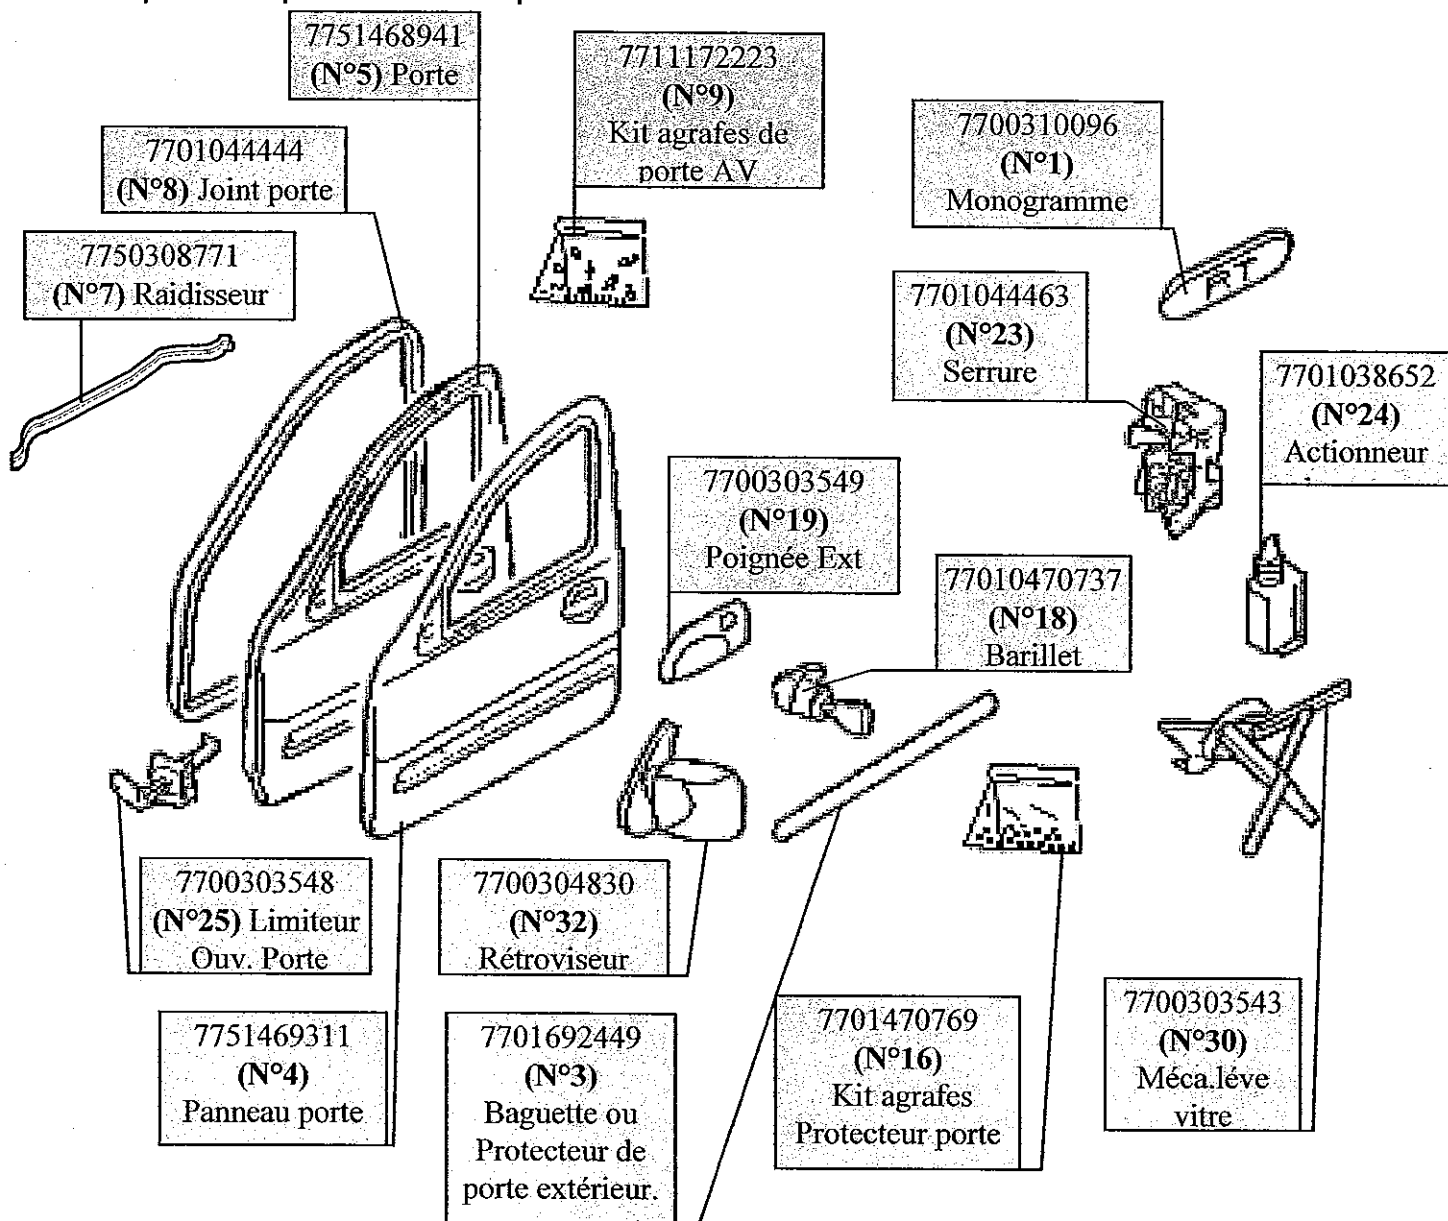 7751468941
(N°5) Porte
7711172223
(N°9)
Kit agrafes de
porte AV
7700310096
(N°1)
Monogramme
7701044444
(N°8) Joint porte
7750308771
(N°7) Raidisseur
7701044463
(N°23)
Serrure
RT
7701038652
(N°24)
Actionneur
7700303549
(N°19)
Poignée Ext
77010470737
(N°18)
Barillet
7700303548
(N°25) Limiteur
Ouv. Porte
7700304830
(N°32)
Rétroviseur
7751469311
(N°4)
Panneau porte
7701692449
(N°3)
Baguette ou
Protecteur de
porte extérieur.
7701470769
(N°16)
Kit agrafes
Protecteur porte
7700303543
(N°30)
Méca.léve
vitre